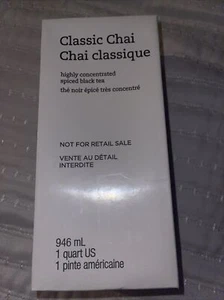 Classic Chai
Chai classique
highly concentrated
spiced black tea
thé noir épicé très concentré
NOT FOR RETAIL SALE
VENTE AU DÉTAIL
INTERDITE
946 mL
1 quart US
1 pinte américaine